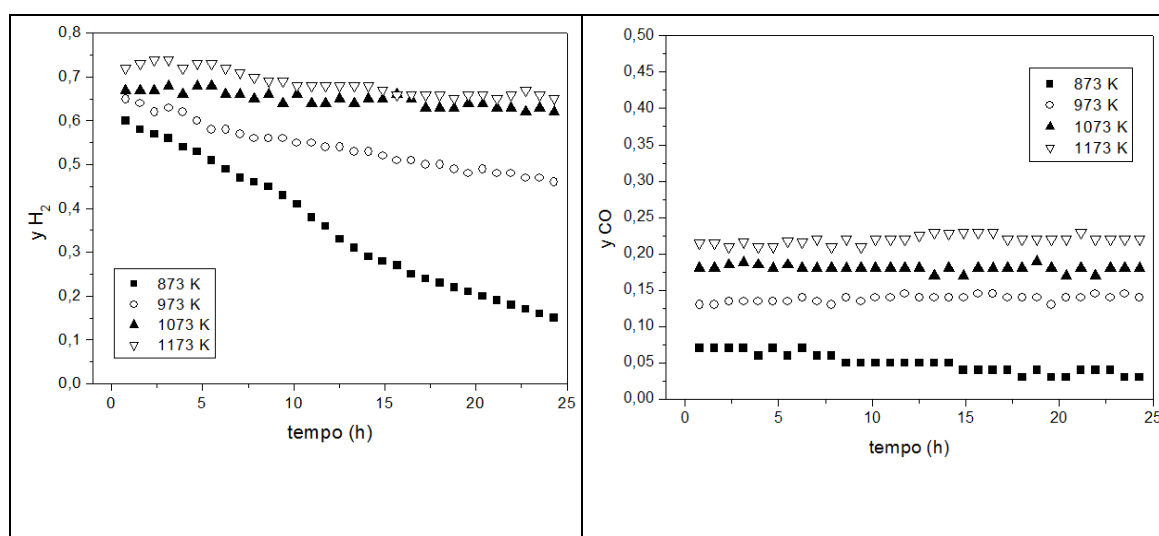 0,8
0,7
0,6
0,5
0,4
0,3
0,2
0,1
0,0
y H2
873 K
973 K
1073 K
1173 K
0 5 10 15 20 25
tempo (h)
0,50
0,45
0,40
0,35
0,30
0,25
0,20
0,15
0,10
0,05
0,00
y CO
873 K
973 K
1073 K
1173 K
0 5 10 15 20 25
tempo (h)